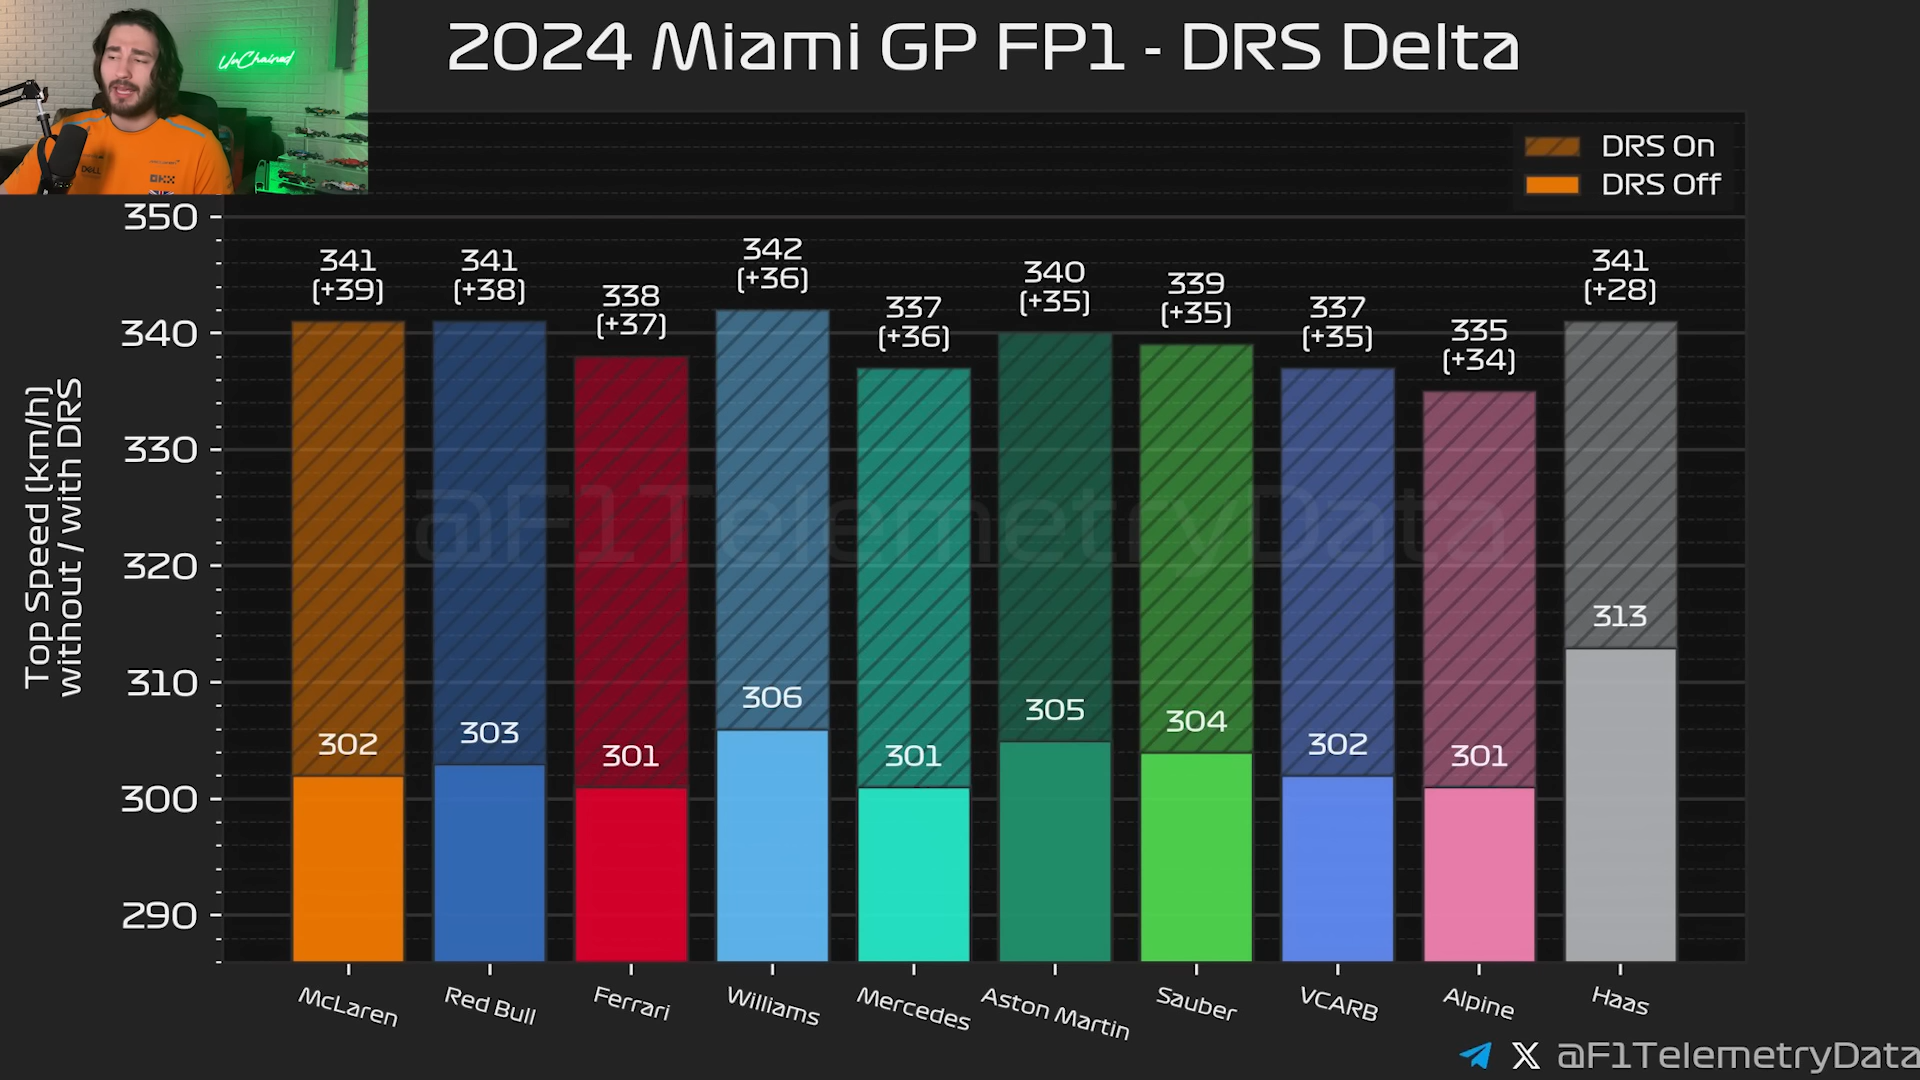 2024 Miami GP FP1 - DRS Delta
UnChained
DELL
OKX
DRS On
DRS Off
Top Speed (km/h)
without / with DRS
350
340
330
320
310
300
290
341
(+39)
302
341
(+38)
303
338
(+37)
301
342
(+36)
306
337
(+36)
301
340
(+35)
305
339
(+35)
304
337
(+35)
302
335
(+34)
301
341
(+28)
313
@F1TelemetryData
McLaren
Red Bull
Ferrari
Williams
Mercedes
Aston Martin
Sauber
VCARB
Alpine
Haas
@F1TelemetryData